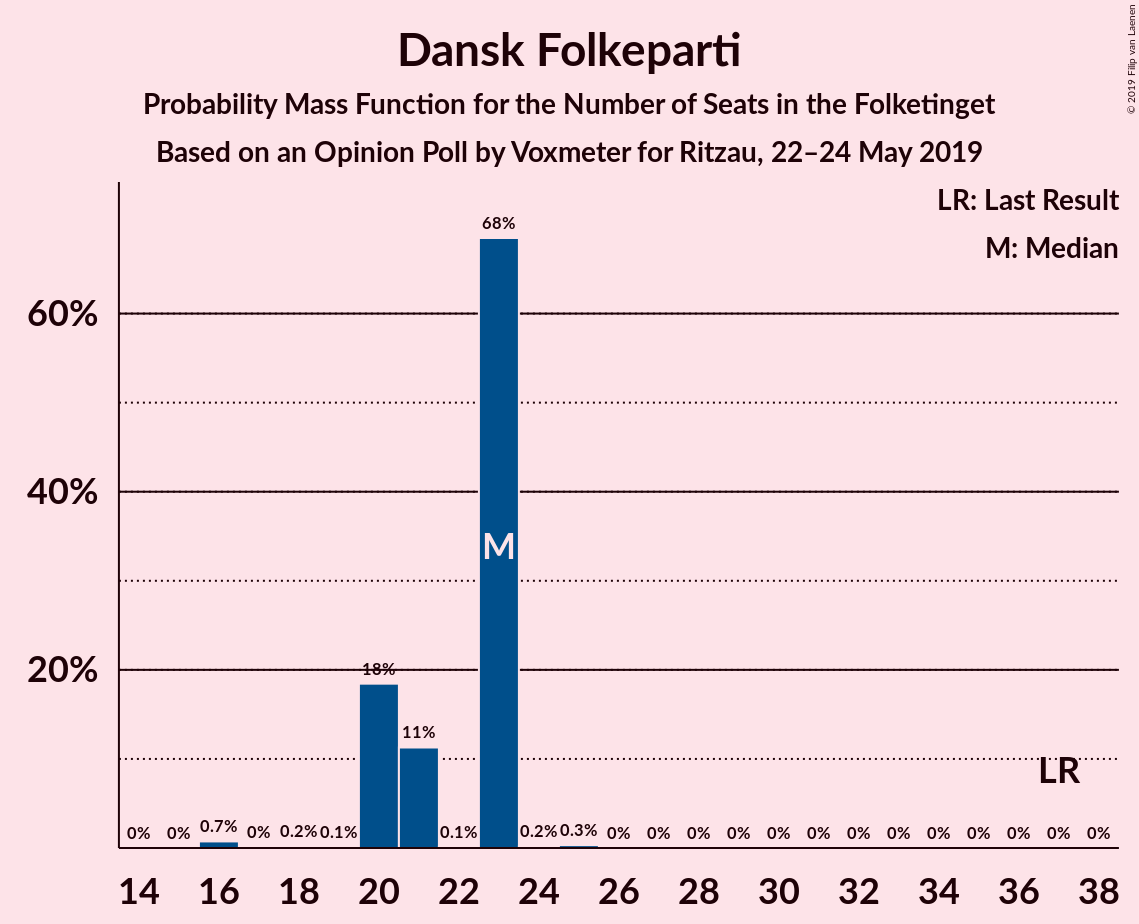 Dansk Folkeparti
Probability Mass Function for the Number of Seats in the Folketinget
Based on an Opinion Poll by Voxmeter for Ritzau, 22–24 May 2019
© 2019 Filip van Laenen
LR: Last Result
M: Median
68%
60%
40%
M
20%
18%
11%
LR
0% 0% 0.7% 0% 0.2% 0.1% 0.1% 0.2% 0.3% 0% 0% 0% 0% 0% 0% 0% 0% 0% 0% 0% 0% 0%
14 16 18 20 22 24 26 28 30 32 34 36 38